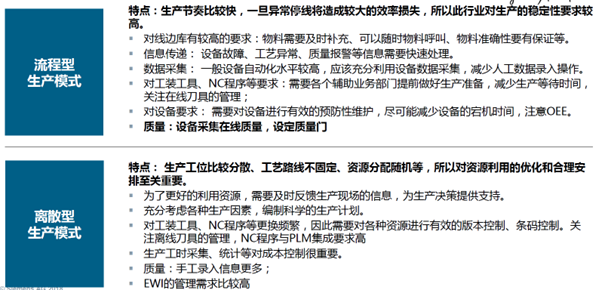 流程型
生产模式
特点：生产节奏比较快，一旦异常停线将造成较大的效率损失，所以此行业对生产的稳定性要求较
高。
对线边库有较高的要求：物料需要及时补充、可以随时物料呼叫、物料准确性要有保证等。
信息传递： 设备故障、工艺异常、质量报警等信息需要快速处理。
数据采集： 一般设备自动化水平较高，应该充分利用设备数据采集，减少人工数据录入操作。
对工装工具、NC程序等要求：需要各个辅助业务部门提前做好生产准备，减少生产等待时间，
关注在线刀具的管理；
对设备要求： 需要对设备进行有效的预防性维护，尽可能减少设备的宕机时间，注意OEE。
质量：设备采集在线质量，设定质量门
离散型
生产模式
特点： 生产工位比较分散、工艺路线不固定、资源分配随机等，所以对资源利用的优化和合理安
排至关重要。
为了更好的利用资源，需要及时反馈生产现场的信息，为生产决策提供支持。
充分考虑各种生产因素，编制科学的生产计划。
对工装工具、NC程序等更换频繁，因此需要对各种资源进行有效的版本控制、条码控制。关
注离线刀具的管理，NC程序与PLM集成要求高
生产工时采集、统计等对成本控制很重要。
质量：手工录入信息更多；
EWI的管理需求比较高